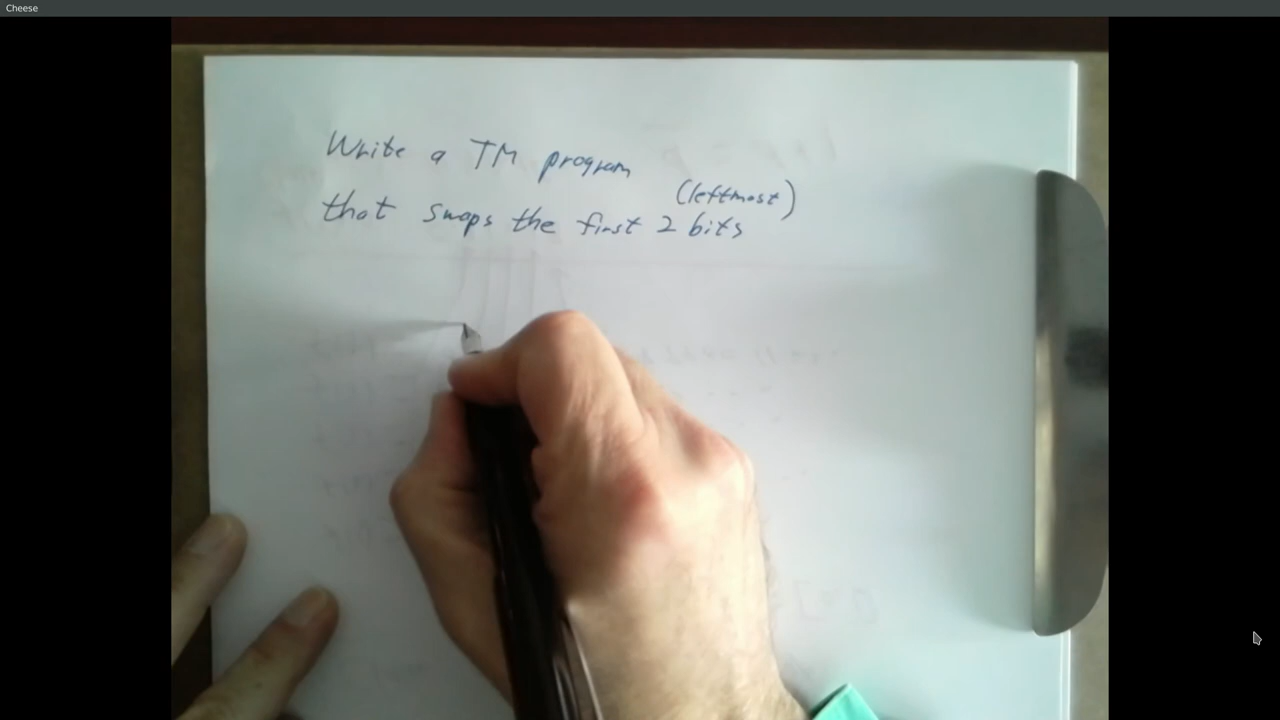 Cheese
Write a TM program
(leftmost)
that swaps the first 2 bits